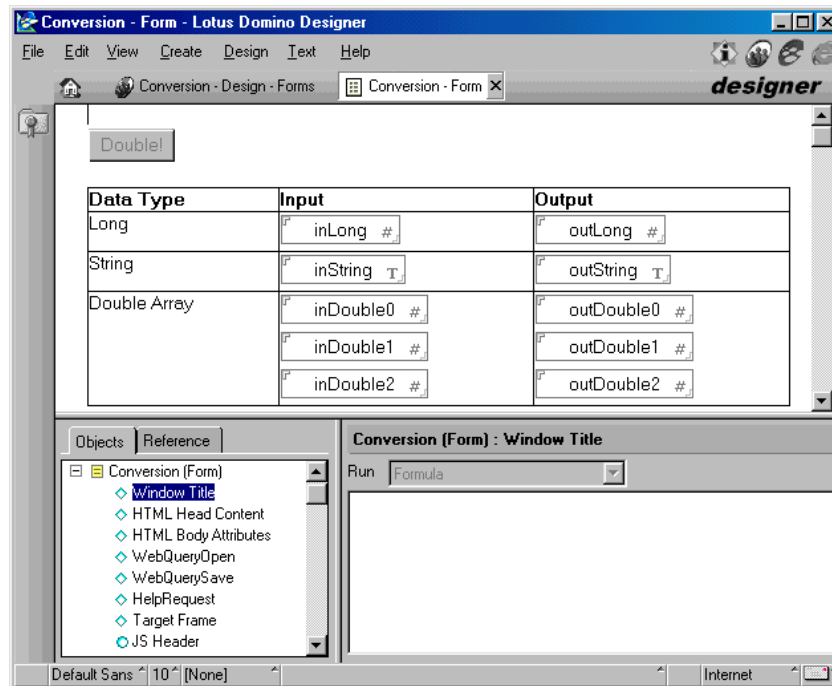 Conversion - Form - Lotus Domino Designer
File Edit View Create Design Text Help
Conversion - Design - Forms Conversion - Form designer
Double!
Data Type Input Output
Long inLong # outLong #
String inString T outString T
Double Array inDouble0 # outDouble0 #
inDouble1 # outDouble1 #
inDouble2 # outDouble2 #
Objects Reference
Conversion (Form) : Window Title
Conversion (Form)
Run Formula
Window Title
HTML Head Content
HTML Body Attributes
WebQueryOpen
WebQuerySave
HelpRequest
Target Frame
JS Header
Default Sans 10 [None] Internet